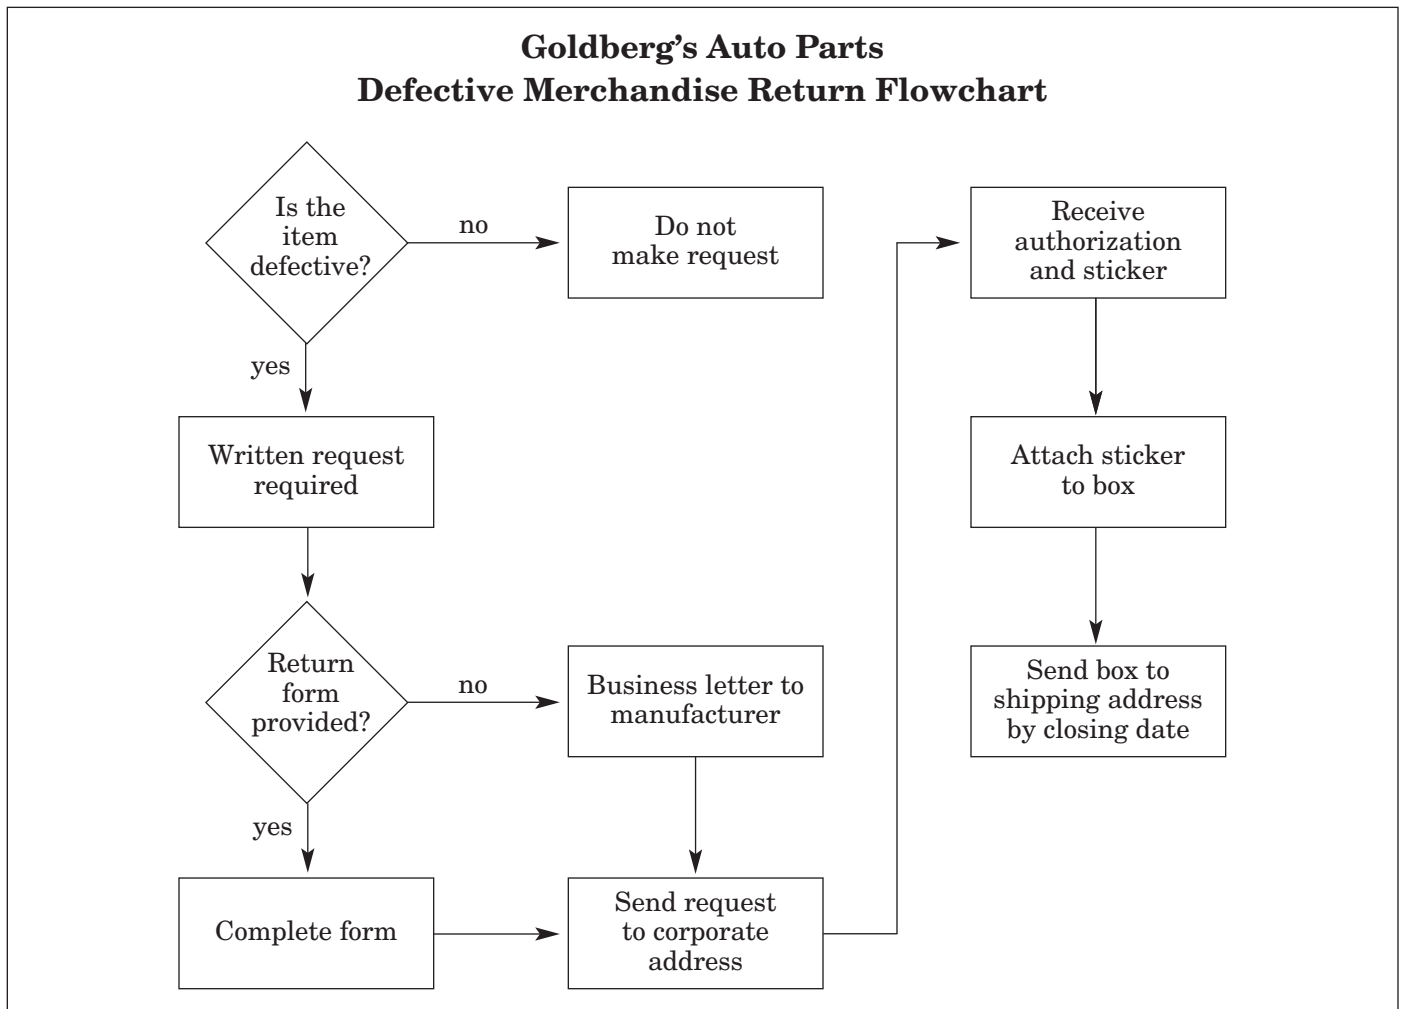 Goldberg's Auto Parts
Defective Merchandise Return Flowchart
Is the
item
defective?
no
Do not
make request
yes
Written request
required
Return
form
provided?
no
Business letter to
manufacturer
yes
Complete form
Send request
to corporate
address
Receive
authorization
and sticker
Attach sticker
to box
Send box to
shipping address
by closing date